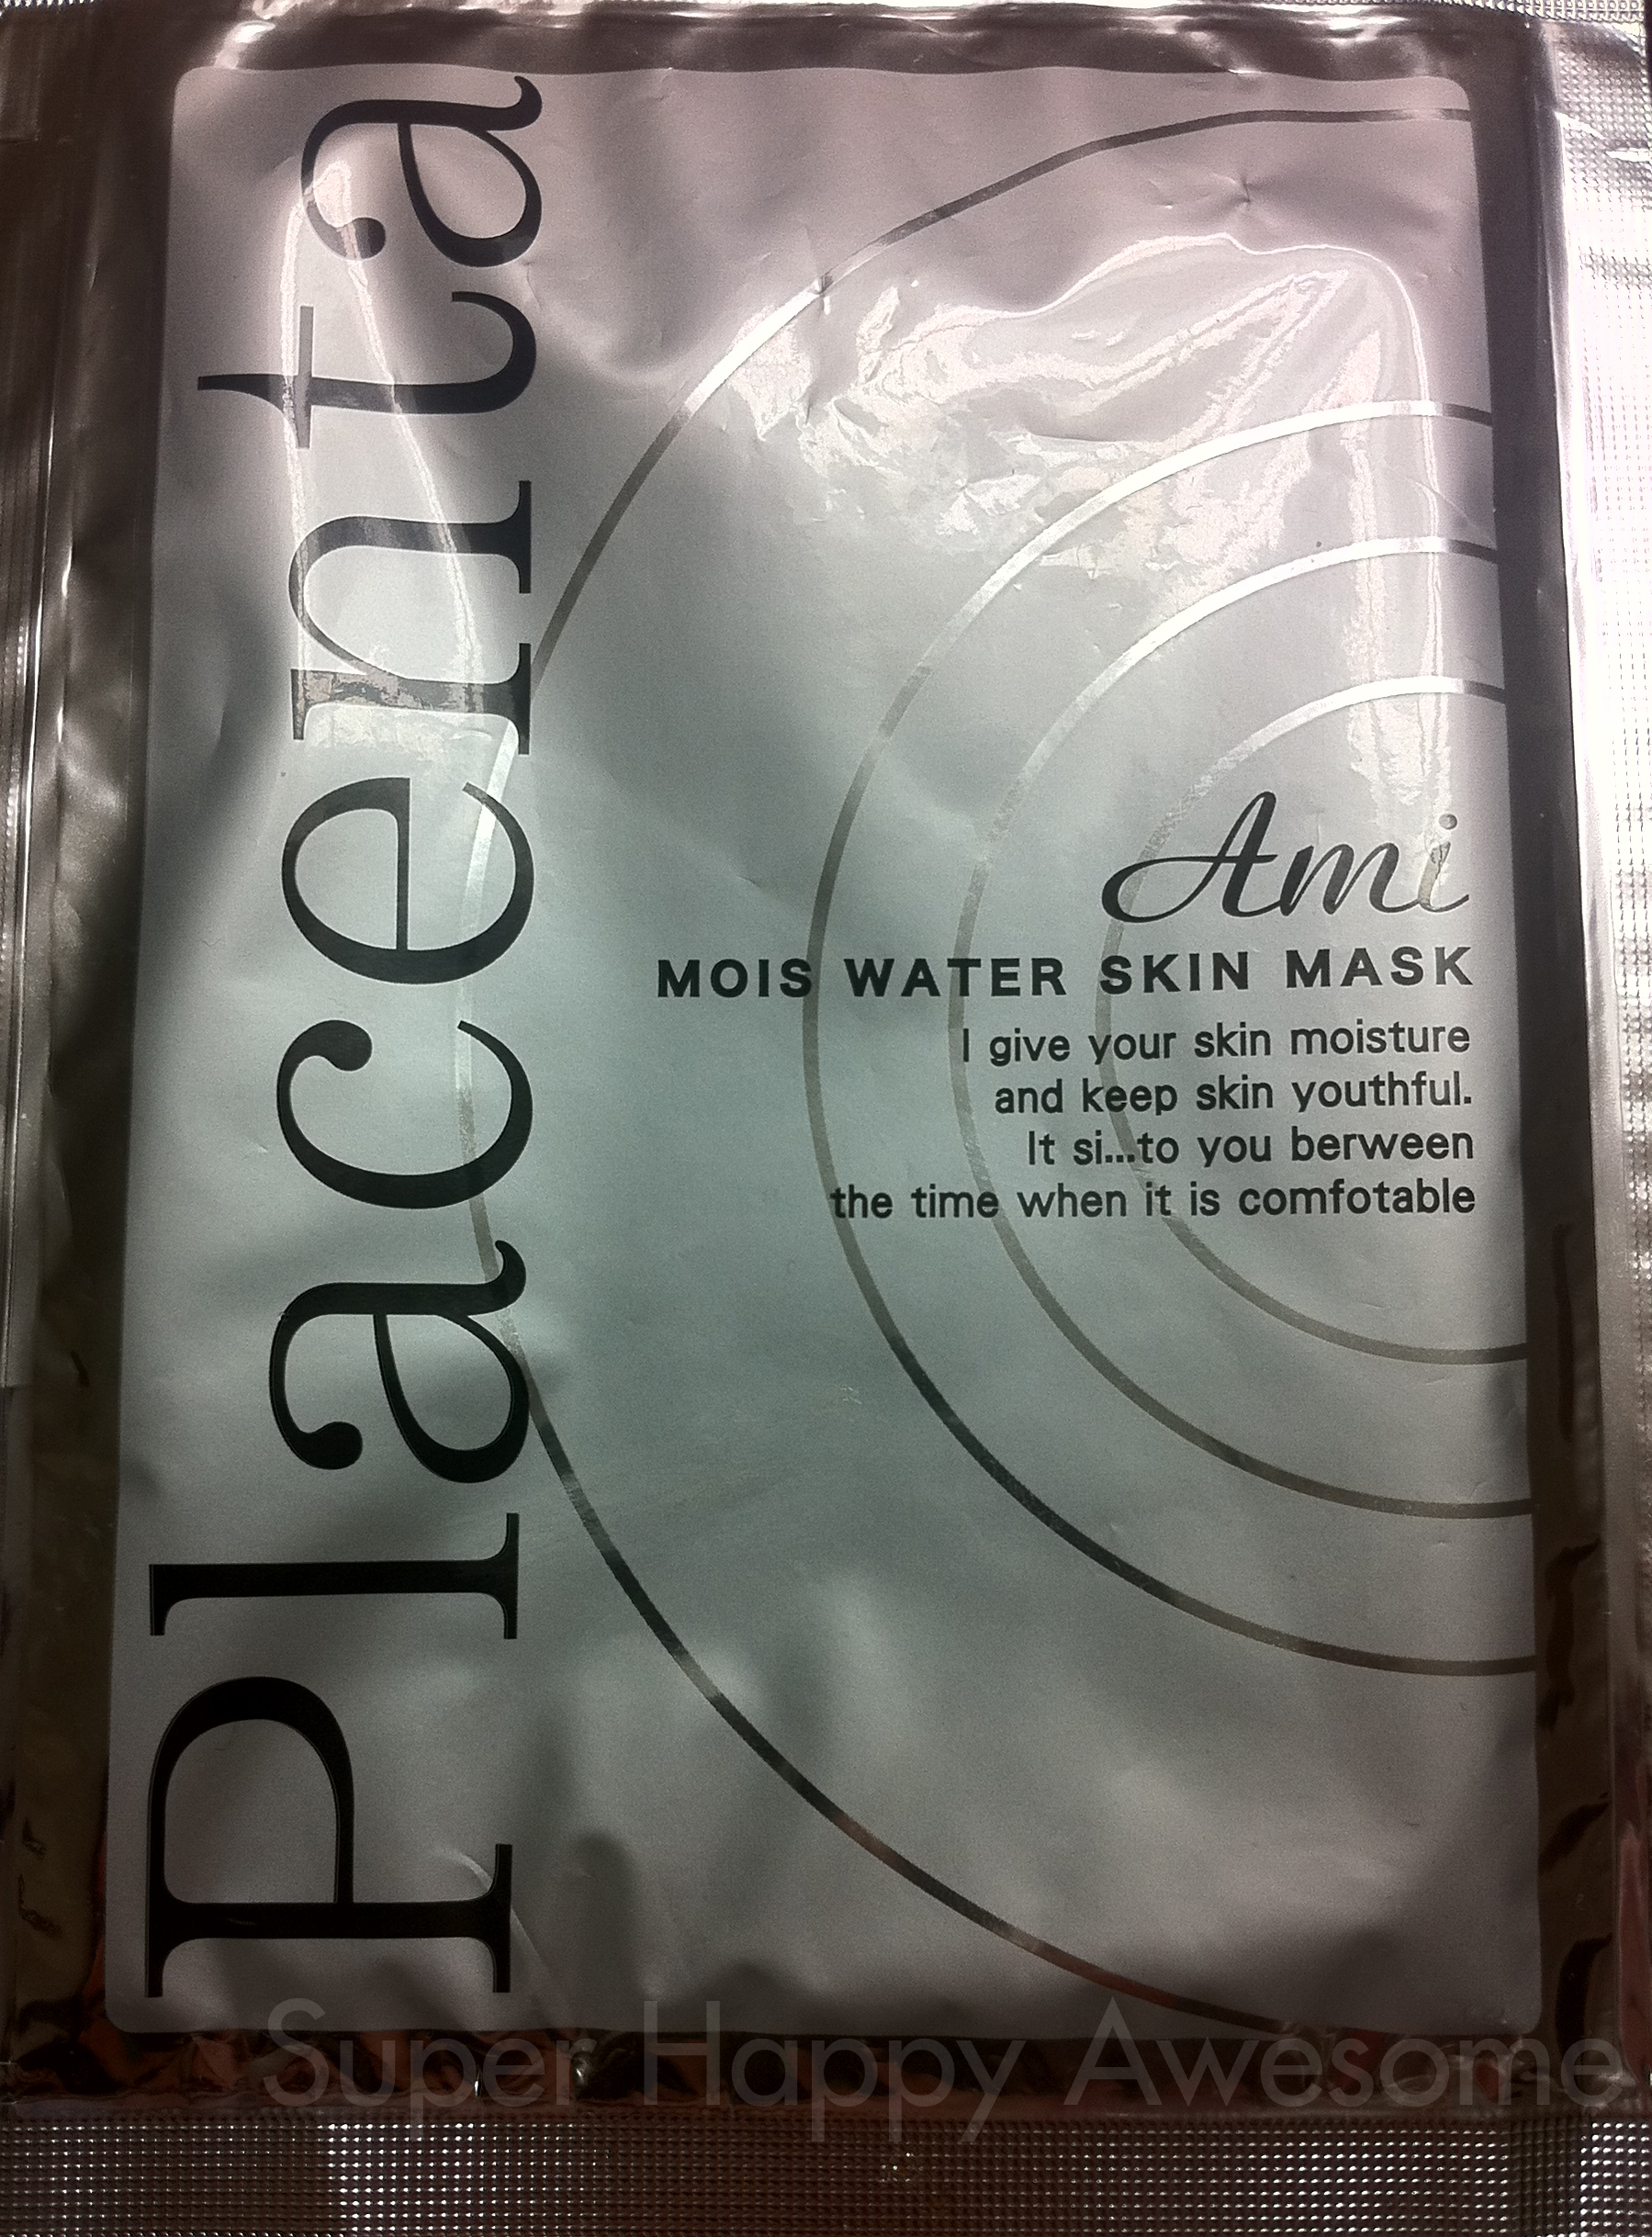 Placenta
Ami
MOIS WATER SKIN MASK
I give your skin moisture
and keep skin youthful.
It si...to you berween
the time when it is comfotable
Super Happy Awesome